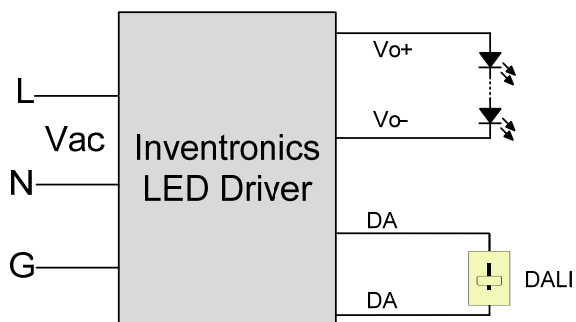 L
Vac
N
G
Inventronics
LED Driver
Vo+
Vo-
DA
DA
DALI